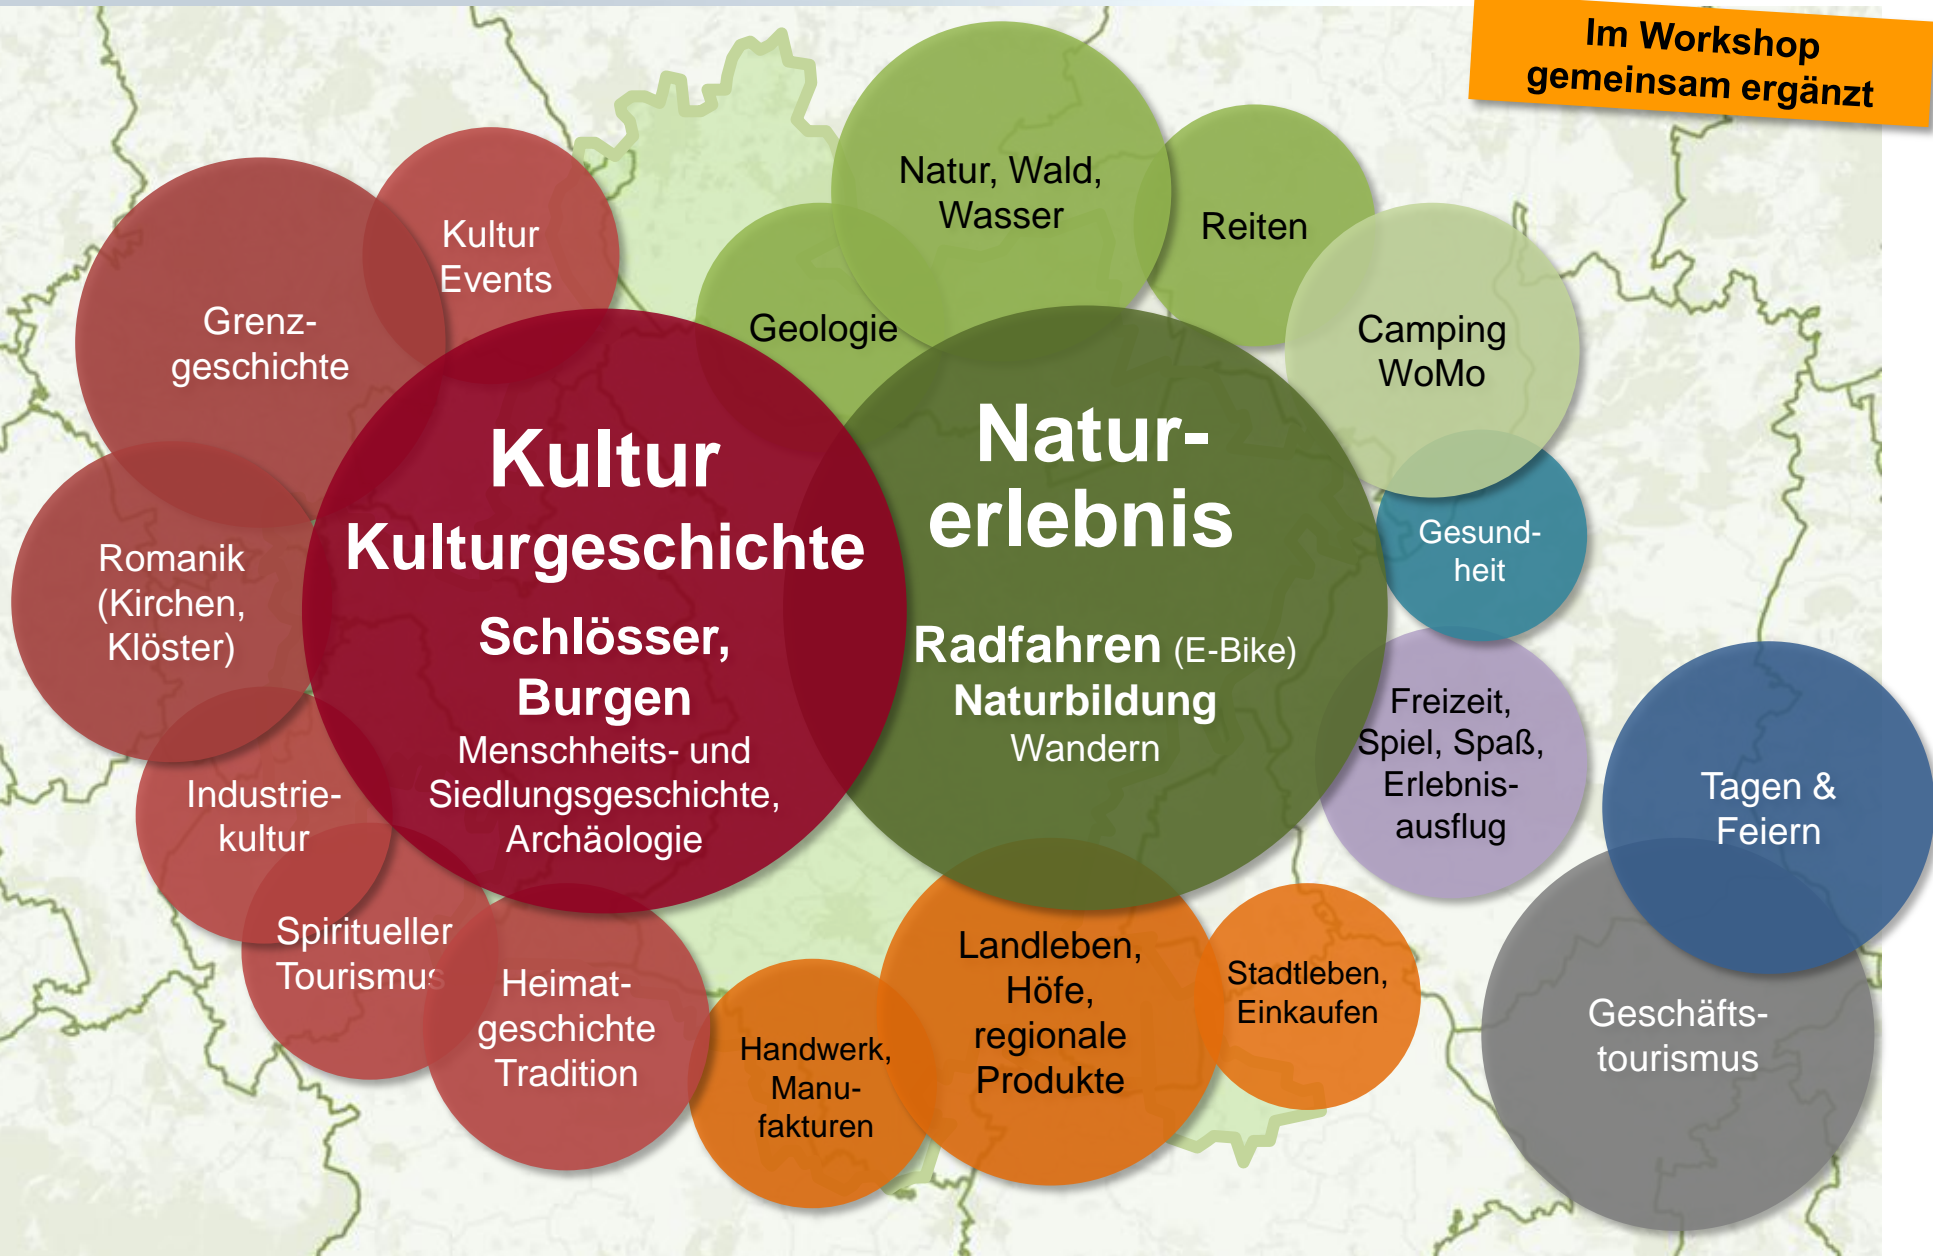 Im Workshop
gemeinsam ergänzt
Natur, Wald,
Wasser
Reiten
Kultur
Events
Geologie
Camping
WoMo
Grenz-
geschichte
Kultur
Kulturgeschichte
Schlösser,
Burgen
Menschheits- und
Siedlungsgeschichte,
Archäologie
Natur-
erlebnis
Radfahren (E-Bike)
Naturbildung
Wandern
Gesund-
heit
Romanik
(Kirchen,
Klöster)
Freizeit,
Spiel, Spaß,
Erlebnis-
ausflug
Tagen &
Feiern
Industrie-
kultur
Spiritueller
Tourismus
Heimat-
geschichte
Tradition
Handwerk,
Manu-
fakturen
Landleben,
Höfe,
regionale
Produkte
Stadtleben,
Einkaufen
Geschäfts-
tourismus